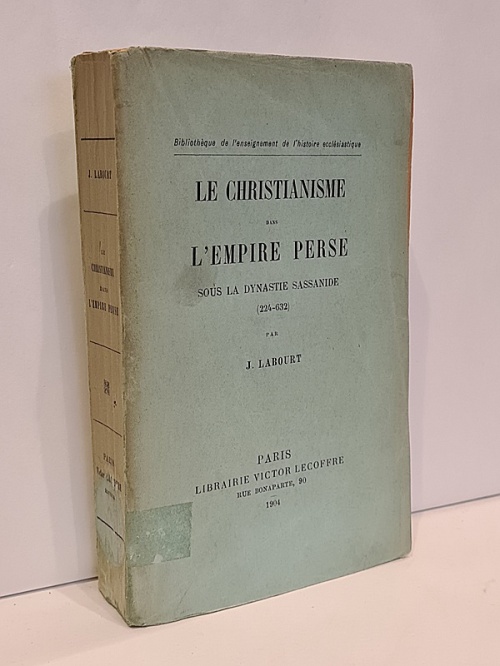 Bibliothèque de l'enseignement de l'histoire ecclésiastique
LE CHRISTIANISME
DANS
L'EMPIRE PERSE
SOUS LA DYNASTIE SASSANIDE
(224-632)
PAR
J. LABOURT
PARIS
LIBRAIRIE VICTOR LECOFFRE
RUE BONAPARTE, 90
1904
J. LABOURT
LE
CHRISTIANISME
DANS
L'EMPIRE PERSE
PARIS